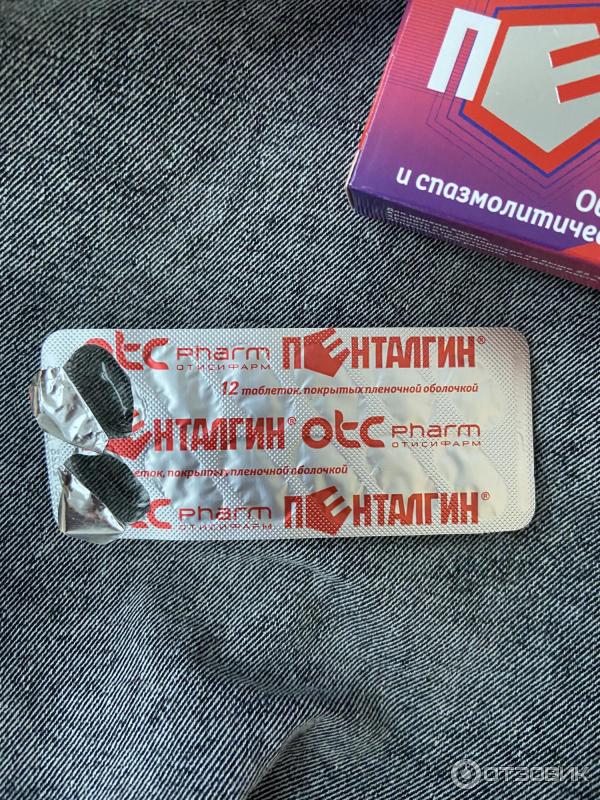 ПЕ
Об
и спазмолитичес
otc pharm ПЕНТАЛГИН®
ОТИСИФАРМ
12 таблеток, покрытых пленочной оболочкой
ЕНТАЛГИН® otc pharm
ОТИСИФАРМ
еток, покрытых пленочной оболочкой
otc pharm ПЕНТАЛГИН®
ОТИСИФАРМ
ОТЗОВИК